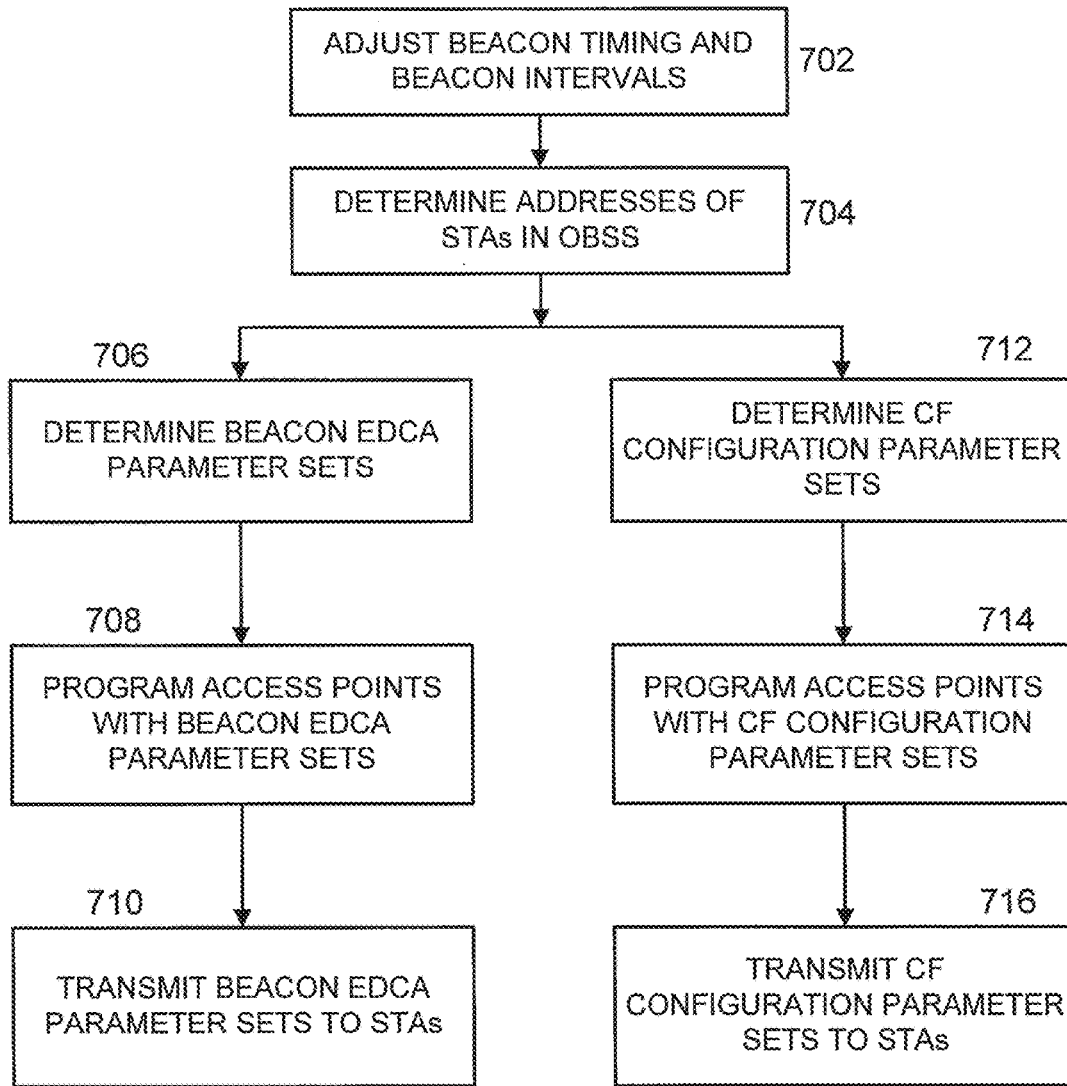 ADJUST BEACON TIMING AND
BEACON INTERVALS
702
DETERMINE ADDRESSES OF
STAs IN OBSS
704
706
DETERMINE BEACON EDCA
PARAMETER SETS
712
DETERMINE CF
CONFIGURATION PARAMETER
SETS
708
PROGRAM ACCESS POINTS
WITH BEACON EDCA
PARAMETER SETS
714
PROGRAM ACCESS POINTS
WITH CF CONFIGURATION
PARAMETER SETS
710
TRANSMIT BEACON EDCA
PARAMETER SETS TO STAs
716
TRANSMIT CF
CONFIGURATION PARAMETER
SETS TO STAs